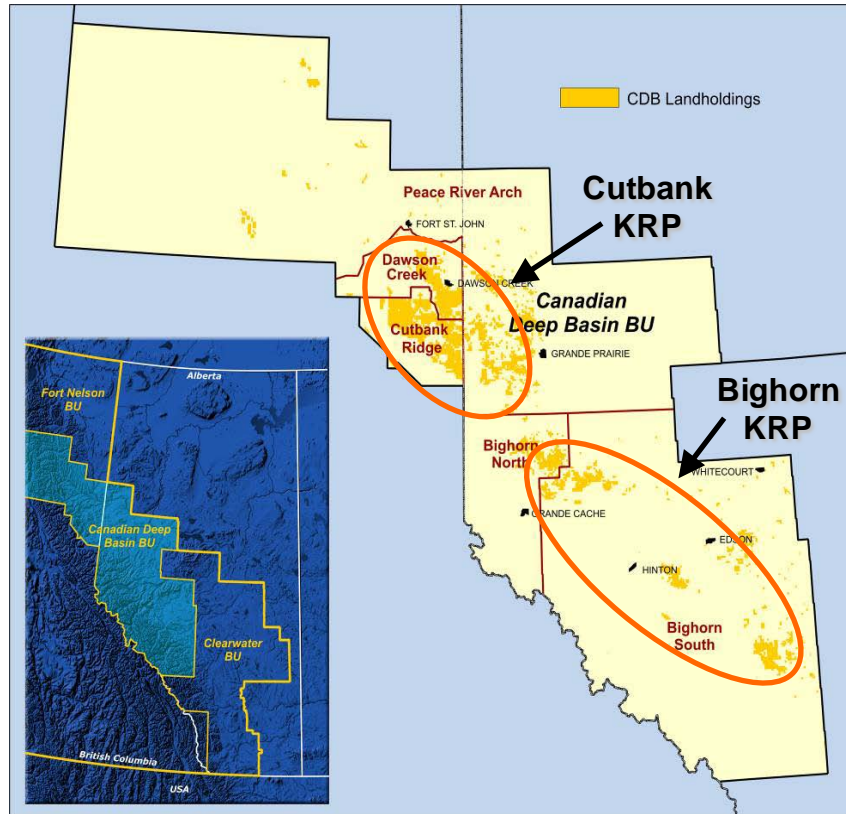 CDB Landholdings
Peace River Arch
Cutbank
KRP
FORT ST. JOHN
Dawson
Creek
DAWSON CREEK
Canadian
Deep Basin BU
Cutbank
Ridge
GRANDE PRAIRIE
Alberta
Fort Nelson
BU
Bighorn
KRP
Bighorn
North
WHITECOURT
GRANDE CACHE
Canadian Deep
Basin BU
EDSON
HINTON
Clearwater
BU
Bighorn
South
British Columbia
USA